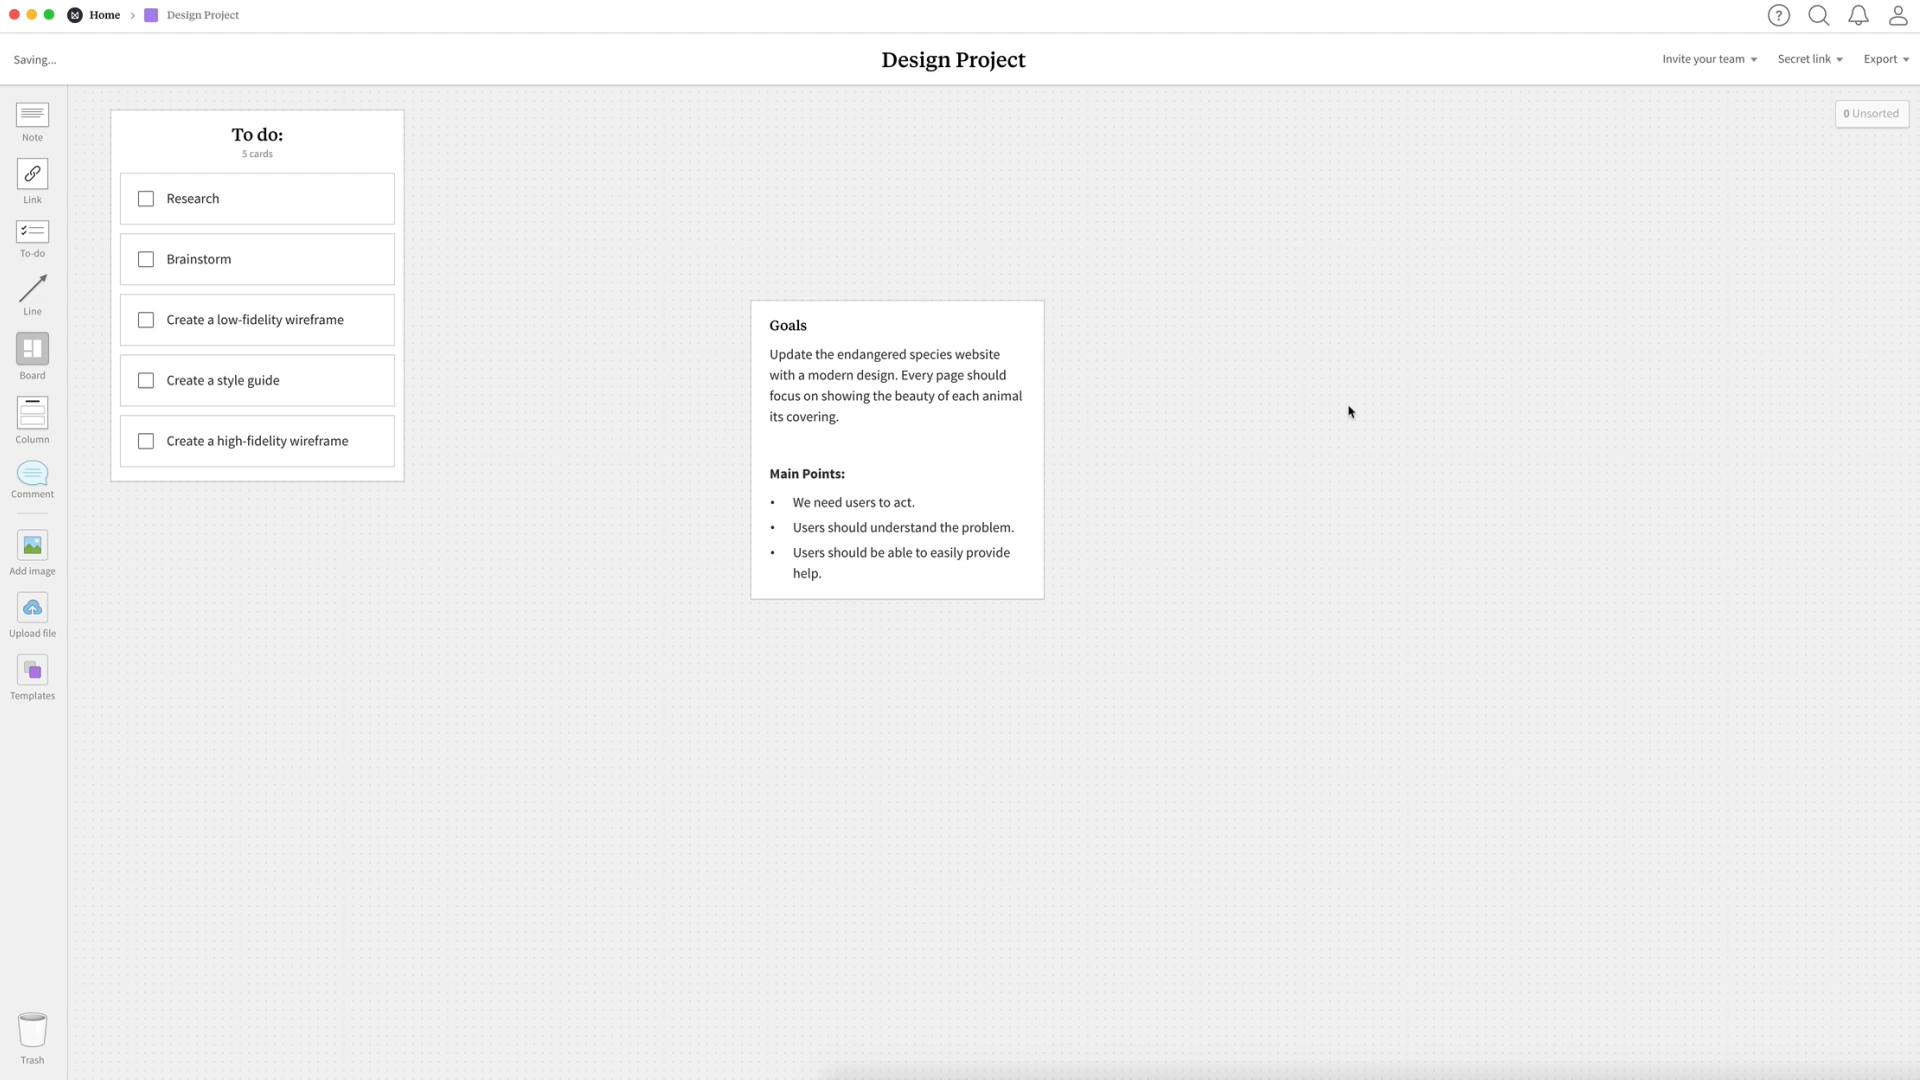 Home
Design Project
Saving...
Design Project
Invite your team
Secret link
Export
0 Unsorted
Note
Link
To-do
Line
Board
Column
Comment
Add image
Upload file
Templates
Trash
To do:
5 cards
Research
Brainstorm
Create a low-fidelity wireframe
Create a style guide
Create a high-fidelity wireframe
Goals
Update the endangered species website
with a modern design. Every page should
focus on showing the beauty of each animal
its covering.
Main Points:
• We need users to act.
• Users should understand the problem.
• Users should be able to easily provide
help.